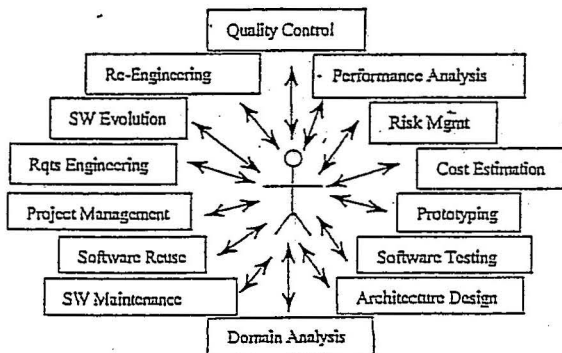 Quality Control
Re-Engineering
Performance Analysis
SW Evolution
Risk Mgmt
Rqts Engineering
Cost Estimation
Project Management
Prototyping
Software Reuse
Software Testing
SW Maintenance
Architecture Design
Domain Analysis